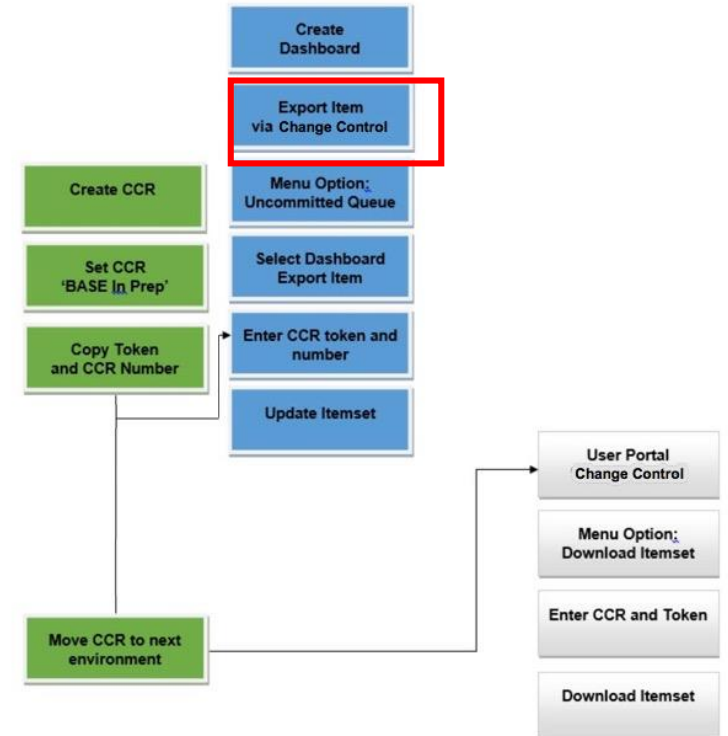 Create
Dashboard
Export Item
via Change Control
Create CCR
Menu Option:
Uncommitted Queue
Set CCR
‘BASE In Prep’
Select Dashboard
Export Item
Copy Token
and CCR Number
Enter CCR token and
number
Update Itemset
User Portal
Change Control
Menu Option:
Download Itemset
Move CCR to next
environment
Enter CCR and Token
Download Itemset